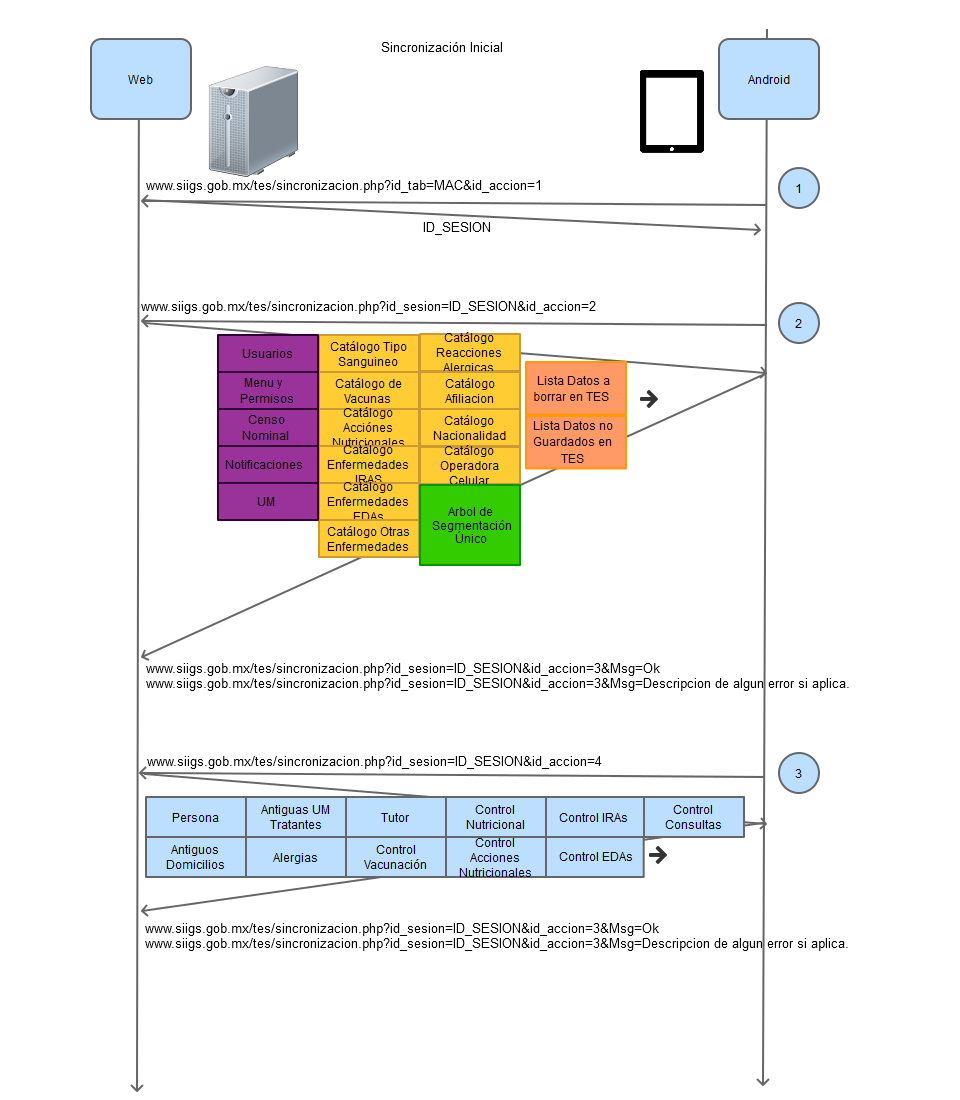 Sincronización Inicial
Web
Android
1
www.siigs.gob.mx/tes/sincronizacion.php?id_tab=MAC&id_accion=1
ID_SESION
www.siigs.gob.mx/tes/sincronizacion.php?id_sesion=ID_SESION&id_accion=2
2
Usuarios
Menu y
Permisos
Censo
Nominal
Notificaciones
UM
Catálogo Tipo
Sanguineo
Catálogo de
Vacunas
Catálogo
Acciónes
Nutricionales
Catálogo
Enfermedades
IRAS
Catálogo
Enfermedades
EDAs
Catálogo Otras
Enfermedades
Catálogo
Reacciones
Alergicas
Catálogo
Afiliacion
Catálogo
Nacionalidad
Catálogo
Operadora
Celular
Arbol de
Segmentación
Único
Lista Datos a
borrar en TES
Lista Datos no
Guardados en
TES
www.siigs.gob.mx/tes/sincronizacion.php?id_sesion=ID_SESION&id_accion=3&Msg=Ok
www.siigs.gob.mx/tes/sincronizacion.php?id_sesion=ID_SESION&id_accion=3&Msg=Descripcion de algun error si aplica.
www.siigs.gob.mx/tes/sincronizacion.php?id_sesion=ID_SESION&id_accion=4
3
Persona
Antiguas UM
Tratantes
Tutor
Control
Nutricional
Control IRAs
Control
Consultas
Antiguos
Domicilios
Alergias
Control
Vacunación
Control
Acciones
Nutricionales
Control EDAs
www.siigs.gob.mx/tes/sincronizacion.php?id_sesion=ID_SESION&id_accion=3&Msg=Ok
www.siigs.gob.mx/tes/sincronizacion.php?id_sesion=ID_SESION&id_accion=3&Msg=Descripcion de algun error si aplica.